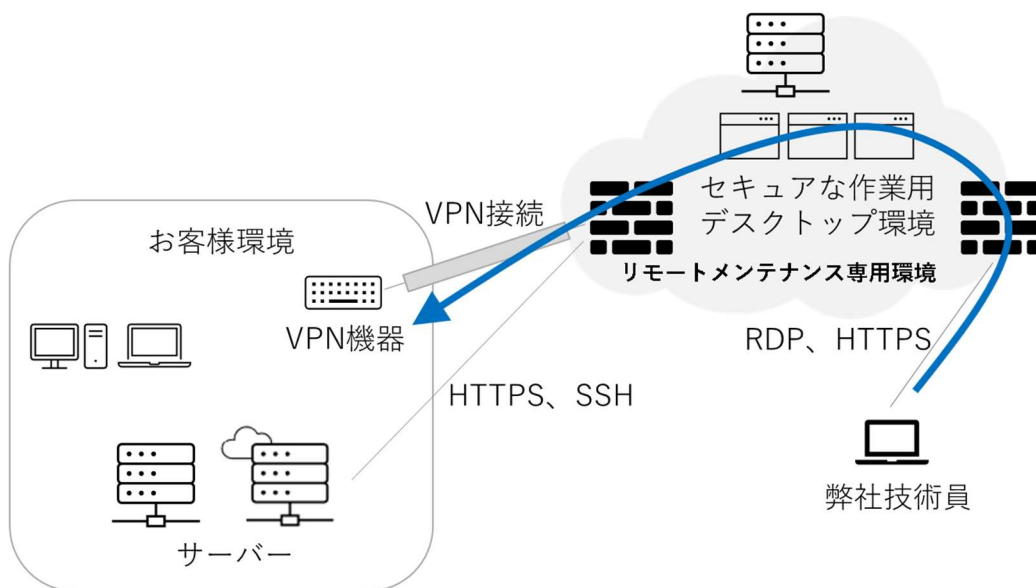 セキュアな作業用
デスクトップ環境
リモートメンテナンス専用環境
VPN接続
お客様環境
VPN機器
RDP、HTTPS
HTTPS、SSH
弊社技術員
サーバー